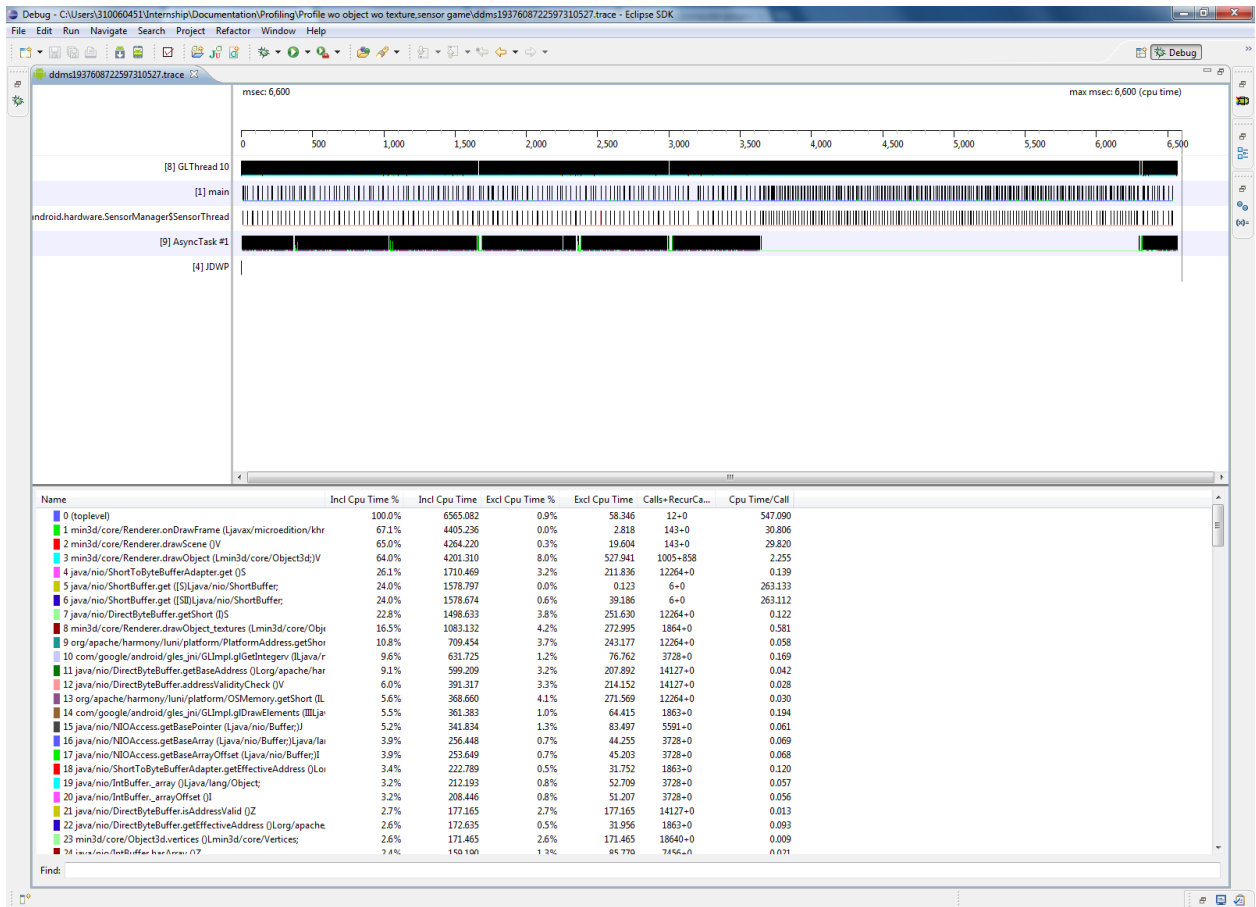 Debug - C:\Users\310060451\Internship\Documentation\Profiling\Profile wo object wo texture,sensor game\ddms1937608722597310527.trace - Eclipse SDK
File Edit Run Navigate Search Project Refactor Window Help
Debug
ddms1937608722597310527.trace
msec: 6,600 max msec: 6,600 (cpu time)
0 500 1,000 1,500 2,000 2,500 3,000 3,500 4,000 4,500 5,000 5,500 6,000 6,500
[8] GLThread 10
[1] main
ndroid.hardware.SensorManager$SensorThread
[9] AsyncTask #1
[4] JDWP
Name Incl Cpu Time % Incl Cpu Time Excl Cpu Time % Excl Cpu Time Calls+RecurCa... Cpu Time/Call
0 (toplevel) 100.0% 6565.082 0.9% 58.346 12+0 547.090
1 min3d/core/Renderer.onDrawFrame (Ljavax/microedition/khr 67.1% 4405.236 0.0% 2.818 143+0 30.806
2 min3d/core/Renderer.drawScene ()V 65.0% 4264.220 0.3% 19.604 143+0 29.820
3 min3d/core/Renderer.drawObject (Lmin3d/core/Object3d;)V 64.0% 4201.310 8.0% 527.941 1005+858 2.255
4 java/nio/ShortToByteBufferAdapter.get ()S 26.1% 1710.469 3.2% 211.836 12264+0 0.139
5 java/nio/ShortBuffer.get ([S)Ljava/nio/ShortBuffer; 24.0% 1578.797 0.0% 0.123 6+0 263.133
6 java/nio/ShortBuffer.get ([SII)Ljava/nio/ShortBuffer; 24.0% 1578.674 0.6% 39.186 6+0 263.112
7 java/nio/DirectByteBuffer.getShort (I)S 22.8% 1498.633 3.8% 251.630 12264+0 0.122
8 min3d/core/Renderer.drawObject_textures (Lmin3d/core/Obje 16.5% 1083.132 4.2% 272.995 1864+0 0.581
9 org/apache/harmony/luni/platform/PlatformAddress.getShor 10.8% 709.454 3.7% 243.177 12264+0 0.058
10 com/google/android/gles_jni/GLImpl.glGetIntegerv (ILjava/r 9.6% 631.725 1.2% 76.762 3728+0 0.169
11 java/nio/DirectByteBuffer.getBaseAddress ()Lorg/apache/har 9.1% 599.209 3.2% 207.892 14127+0 0.042
12 java/nio/DirectByteBuffer.addressValidityCheck ()V 6.0% 391.317 3.3% 214.152 14127+0 0.028
13 org/apache/harmony/luni/platform/OSMemory.getShort (IL 5.6% 368.660 4.1% 271.569 12264+0 0.030
14 com/google/android/gles_jni/GLImpl.glDrawElements (IIILja 5.5% 361.383 1.0% 64.415 1863+0 0.194
15 java/nio/NIOAccess.getBasePointer (Ljava/nio/Buffer;)J 5.2% 341.834 1.3% 83.497 5591+0 0.061
16 java/nio/NIOAccess.getBaseArray (Ljava/nio/Buffer;)Ljava/lai 3.9% 256.448 0.7% 44.255 3728+0 0.069
17 java/nio/NIOAccess.getBaseArrayOffset (Ljava/nio/Buffer;)I 3.9% 253.649 0.7% 45.203 3728+0 0.068
18 java/nio/ShortToByteBufferAdapter.getEffectiveAddress ()Loi 3.4% 222.789 0.5% 31.752 1863+0 0.120
19 java/nio/IntBuffer._array ()Ljava/lang/Object; 3.2% 212.193 0.8% 52.709 3728+0 0.057
20 java/nio/IntBuffer._arrayOffset ()I 3.2% 208.446 0.8% 51.207 3728+0 0.056
21 java/nio/DirectByteBuffer.isAddressValid ()Z 2.7% 177.165 2.7% 177.165 14127+0 0.013
22 java/nio/DirectByteBuffer.getEffectiveAddress ()Lorg/apache, 2.6% 172.635 0.5% 31.956 1863+0 0.093
23 min3d/core/Object3d.vertices ()Lmin3d/core/Vertices; 2.6% 171.465 2.6% 171.465 18640+0 0.009
24 java/nio/IntBuffer.hasArray ()Z 2.4% 159.190 1.3% 85.779 7456+0 0.021
Find: